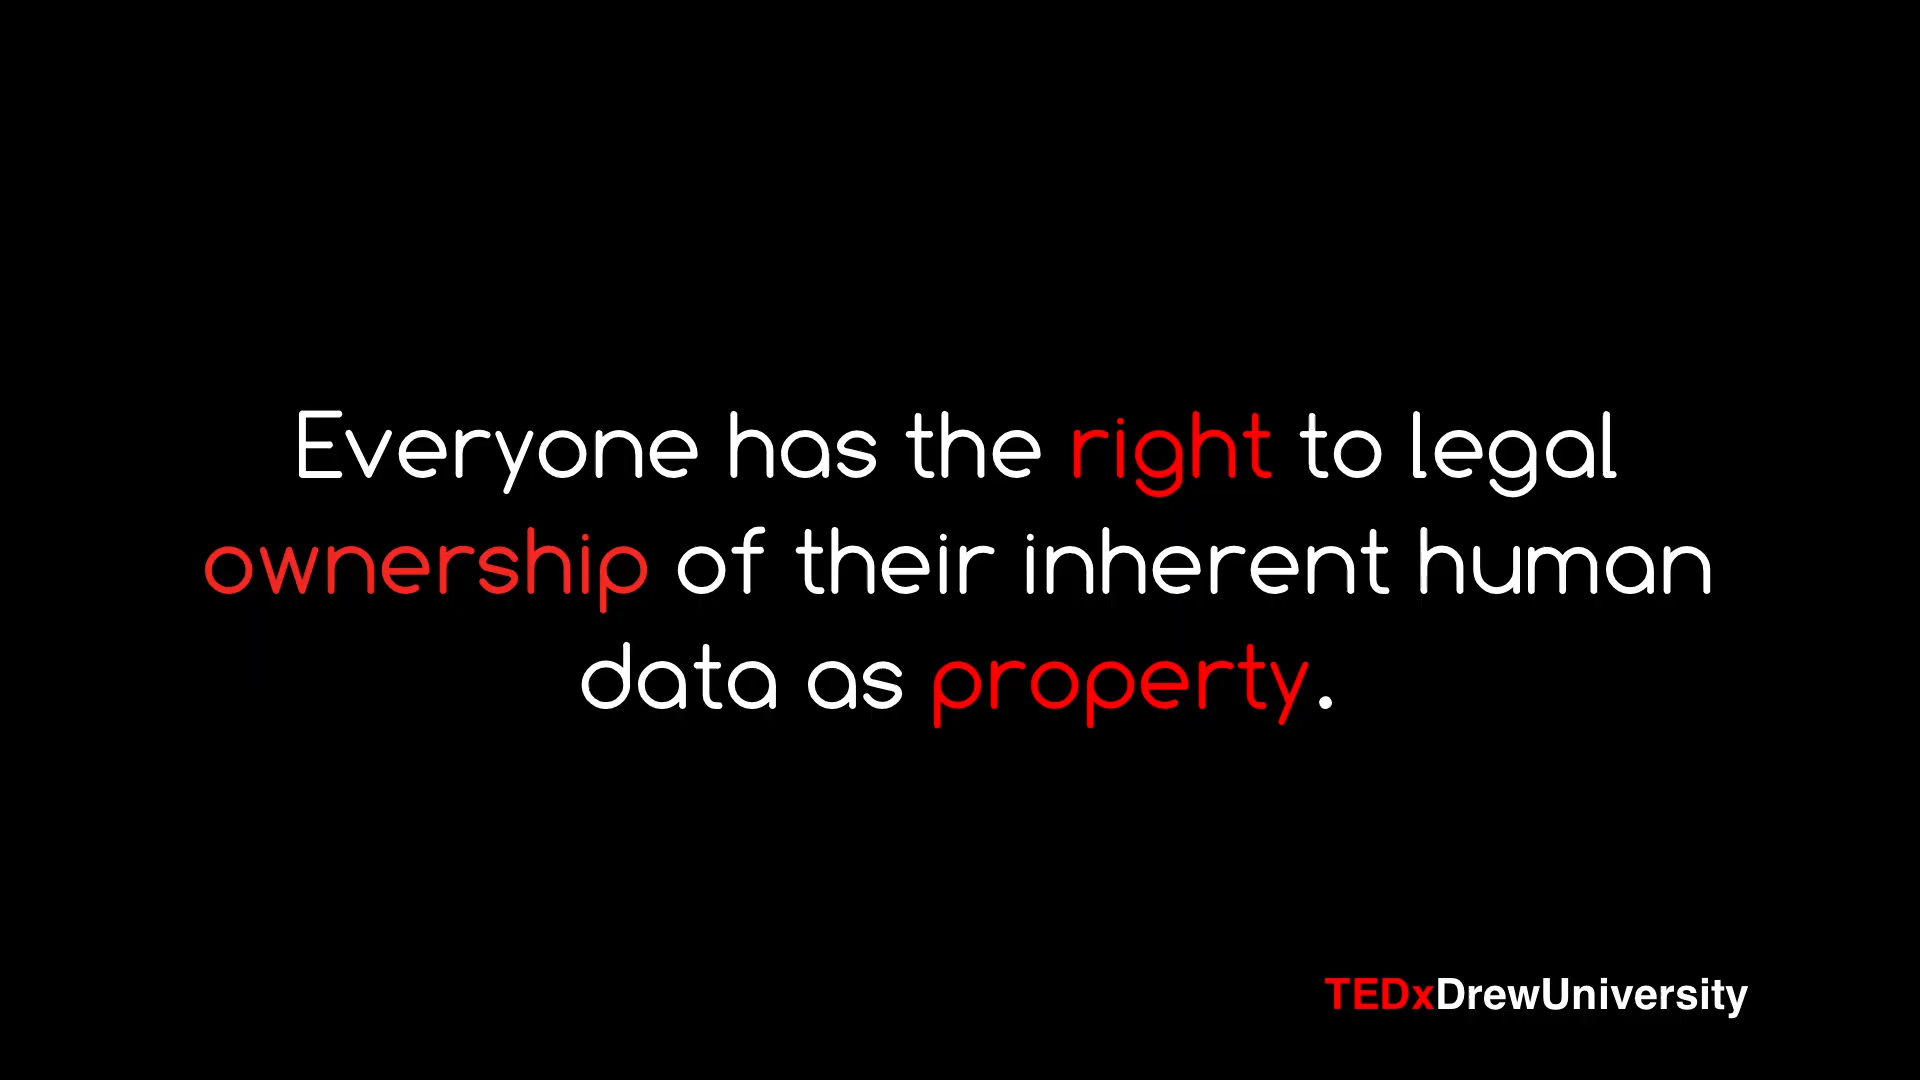 Everyone has the right to legal
ownership of their inherent human
data as property.
TEDxDrewUniversity